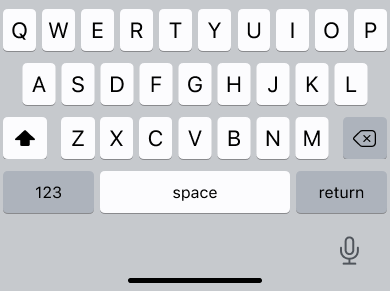 Q W E R T Y U I O P
A S D F G H J K L
Z X C V B N M
123 space return